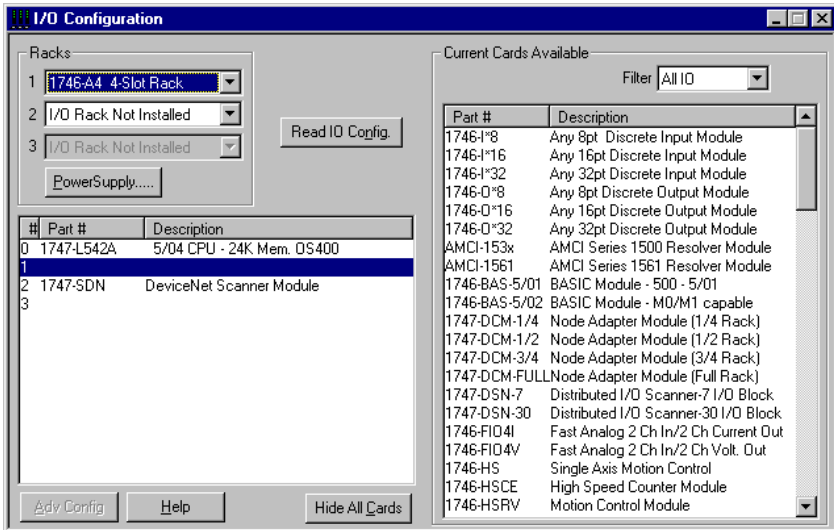 I/O Configuration
Racks
1 1746-A4 4-Slot Rack
2 I/O Rack Not Installed
3 I/O Rack Not Installed
PowerSupply.....
Read IO Config.
# Part # Description
0 1747-L542A 5/04 CPU - 24K Mem. OS400
1
2 1747-SDN DeviceNet Scanner Module
3
Adv Config Help Hide All Cards
Current Cards Available
Filter All IO
Part # Description
1746-I*8 Any 8pt Discrete Input Module
1746-I*16 Any 16pt Discrete Input Module
1746-I*32 Any 32pt Discrete Input Module
1746-O*8 Any 8pt Discrete Output Module
1746-O*16 Any 16pt Discrete Output Module
1746-O*32 Any 32pt Discrete Output Module
AMCI-153x AMCI Series 1500 Resolver Module
AMCI-1561 AMCI Series 1561 Resolver Module
1746-BAS-5/01 BASIC Module - 500 - 5/01
1746-BAS-5/02 BASIC Module - M0/M1 capable
1747-DCM-1/4 Node Adapter Module (1/4 Rack)
1747-DCM-1/2 Node Adapter Module (1/2 Rack)
1747-DCM-3/4 Node Adapter Module (3/4 Rack)
1747-DCM-FULL Node Adapter Module (Full Rack)
1747-DSN-7 Distributed I/O Scanner-7 I/O Block
1747-DSN-30 Distributed I/O Scanner-30 I/O Block
1746-FIO4I Fast Analog 2 Ch In/2 Ch Current Out
1746-FIO4V Fast Analog 2 Ch In/2 Ch Volt. Out
1746-HS Single Axis Motion Control
1746-HSCE High Speed Counter Module
1746-HSRV Motion Control Module